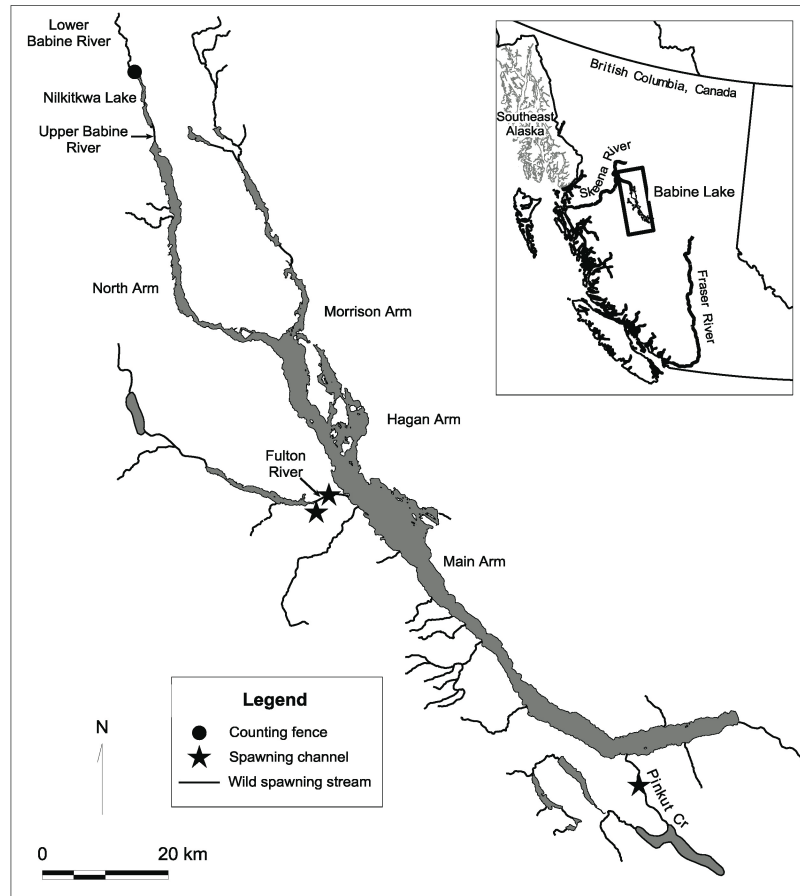 Lower
Babine River
Nilkitkwa Lake
Upper Babine
River
North Arm
Morrison Arm
Hagan Arm
Fulton
River
Main Arm
Pinkut Cr
British Columbia, Canada
Southeast
Alaska
Skeena River
Babine Lake
Fraser River
Legend
Counting fence
Spawning channel
Wild spawning stream
N
0 20 km